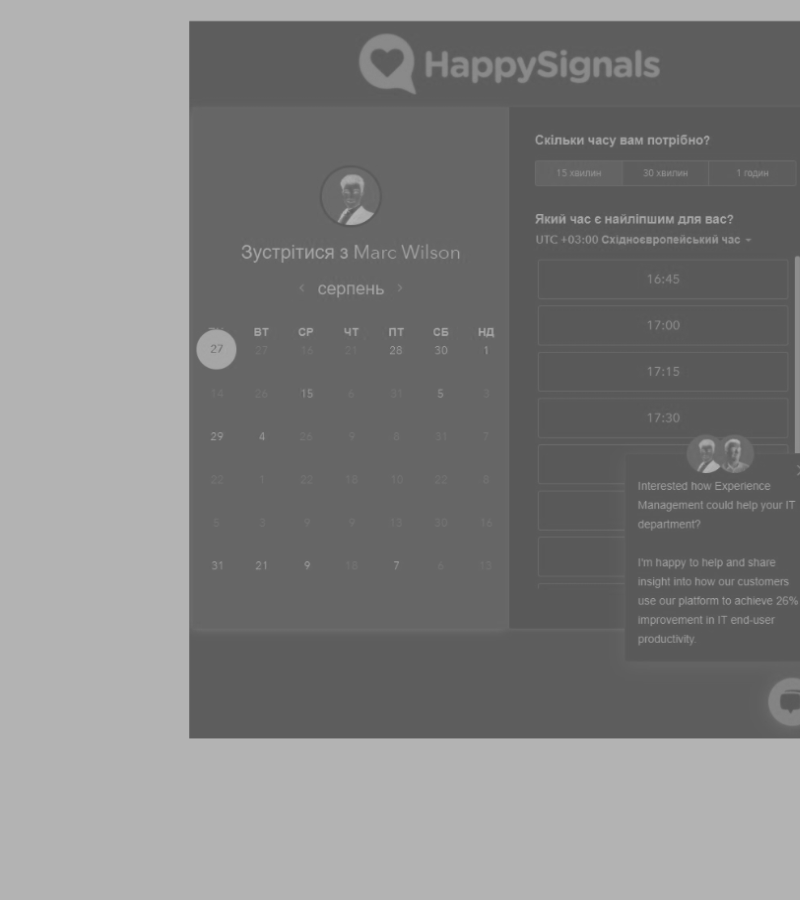 HappySignals
Скільки часу вам потрібно?
15 хвилин 30 хвилин 1 годин
Який час є найліпшим для вас?
UTC +03:00 Східноєвропейський час
Зустрітися з Marc Wilson
серпень
ВТ СР ЧТ ПТ СБ НД
27 27 16 21 28 30 1
14 26 15 6 31 5 3
29 4 26 9 8 31 7
22 1 22 18 10 22 8
5 3 9 9 13 30 16
31 21 9 18 7 6 13
16:45
17:00
17:15
17:30
Interested how Experience
Management could help your IT
department?
I'm happy to help and share
insight into how our customers
use our platform to achieve 26%
improvement in IT end-user
productivity.